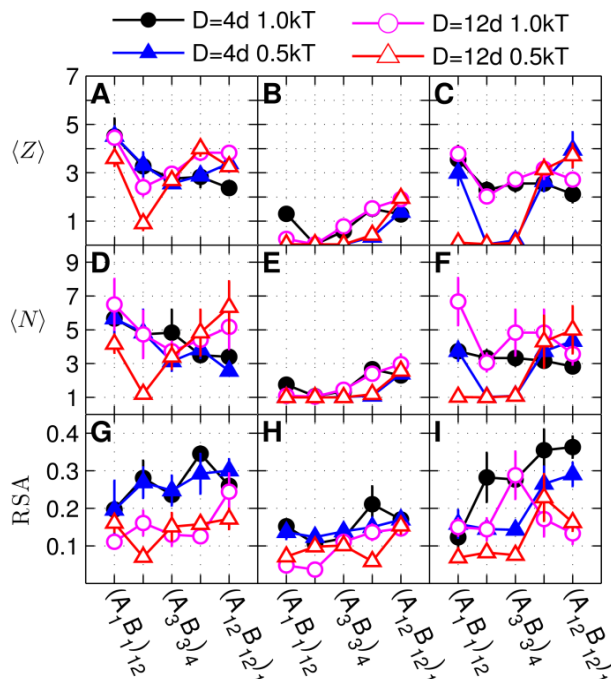 D=4d 1.0kT D=12d 1.0kT
D=4d 0.5kT D=12d 0.5kT
7 A B C
⟨Z⟩ 5
3
1
9 D E F
⟨N⟩ 7
5
3
1
0.4 G H I
RSA 0.3
0.2
0.1
(A₁B₁)₁₂ (A₃B₃)₄ (A₁₂B₁₂)₁ (A₁B₁)₁₂ (A₃B₃)₄ (A₁₂B₁₂)₁ (A₁B₁)₁₂ (A₃B₃)₄ (A₁₂B₁₂)₁